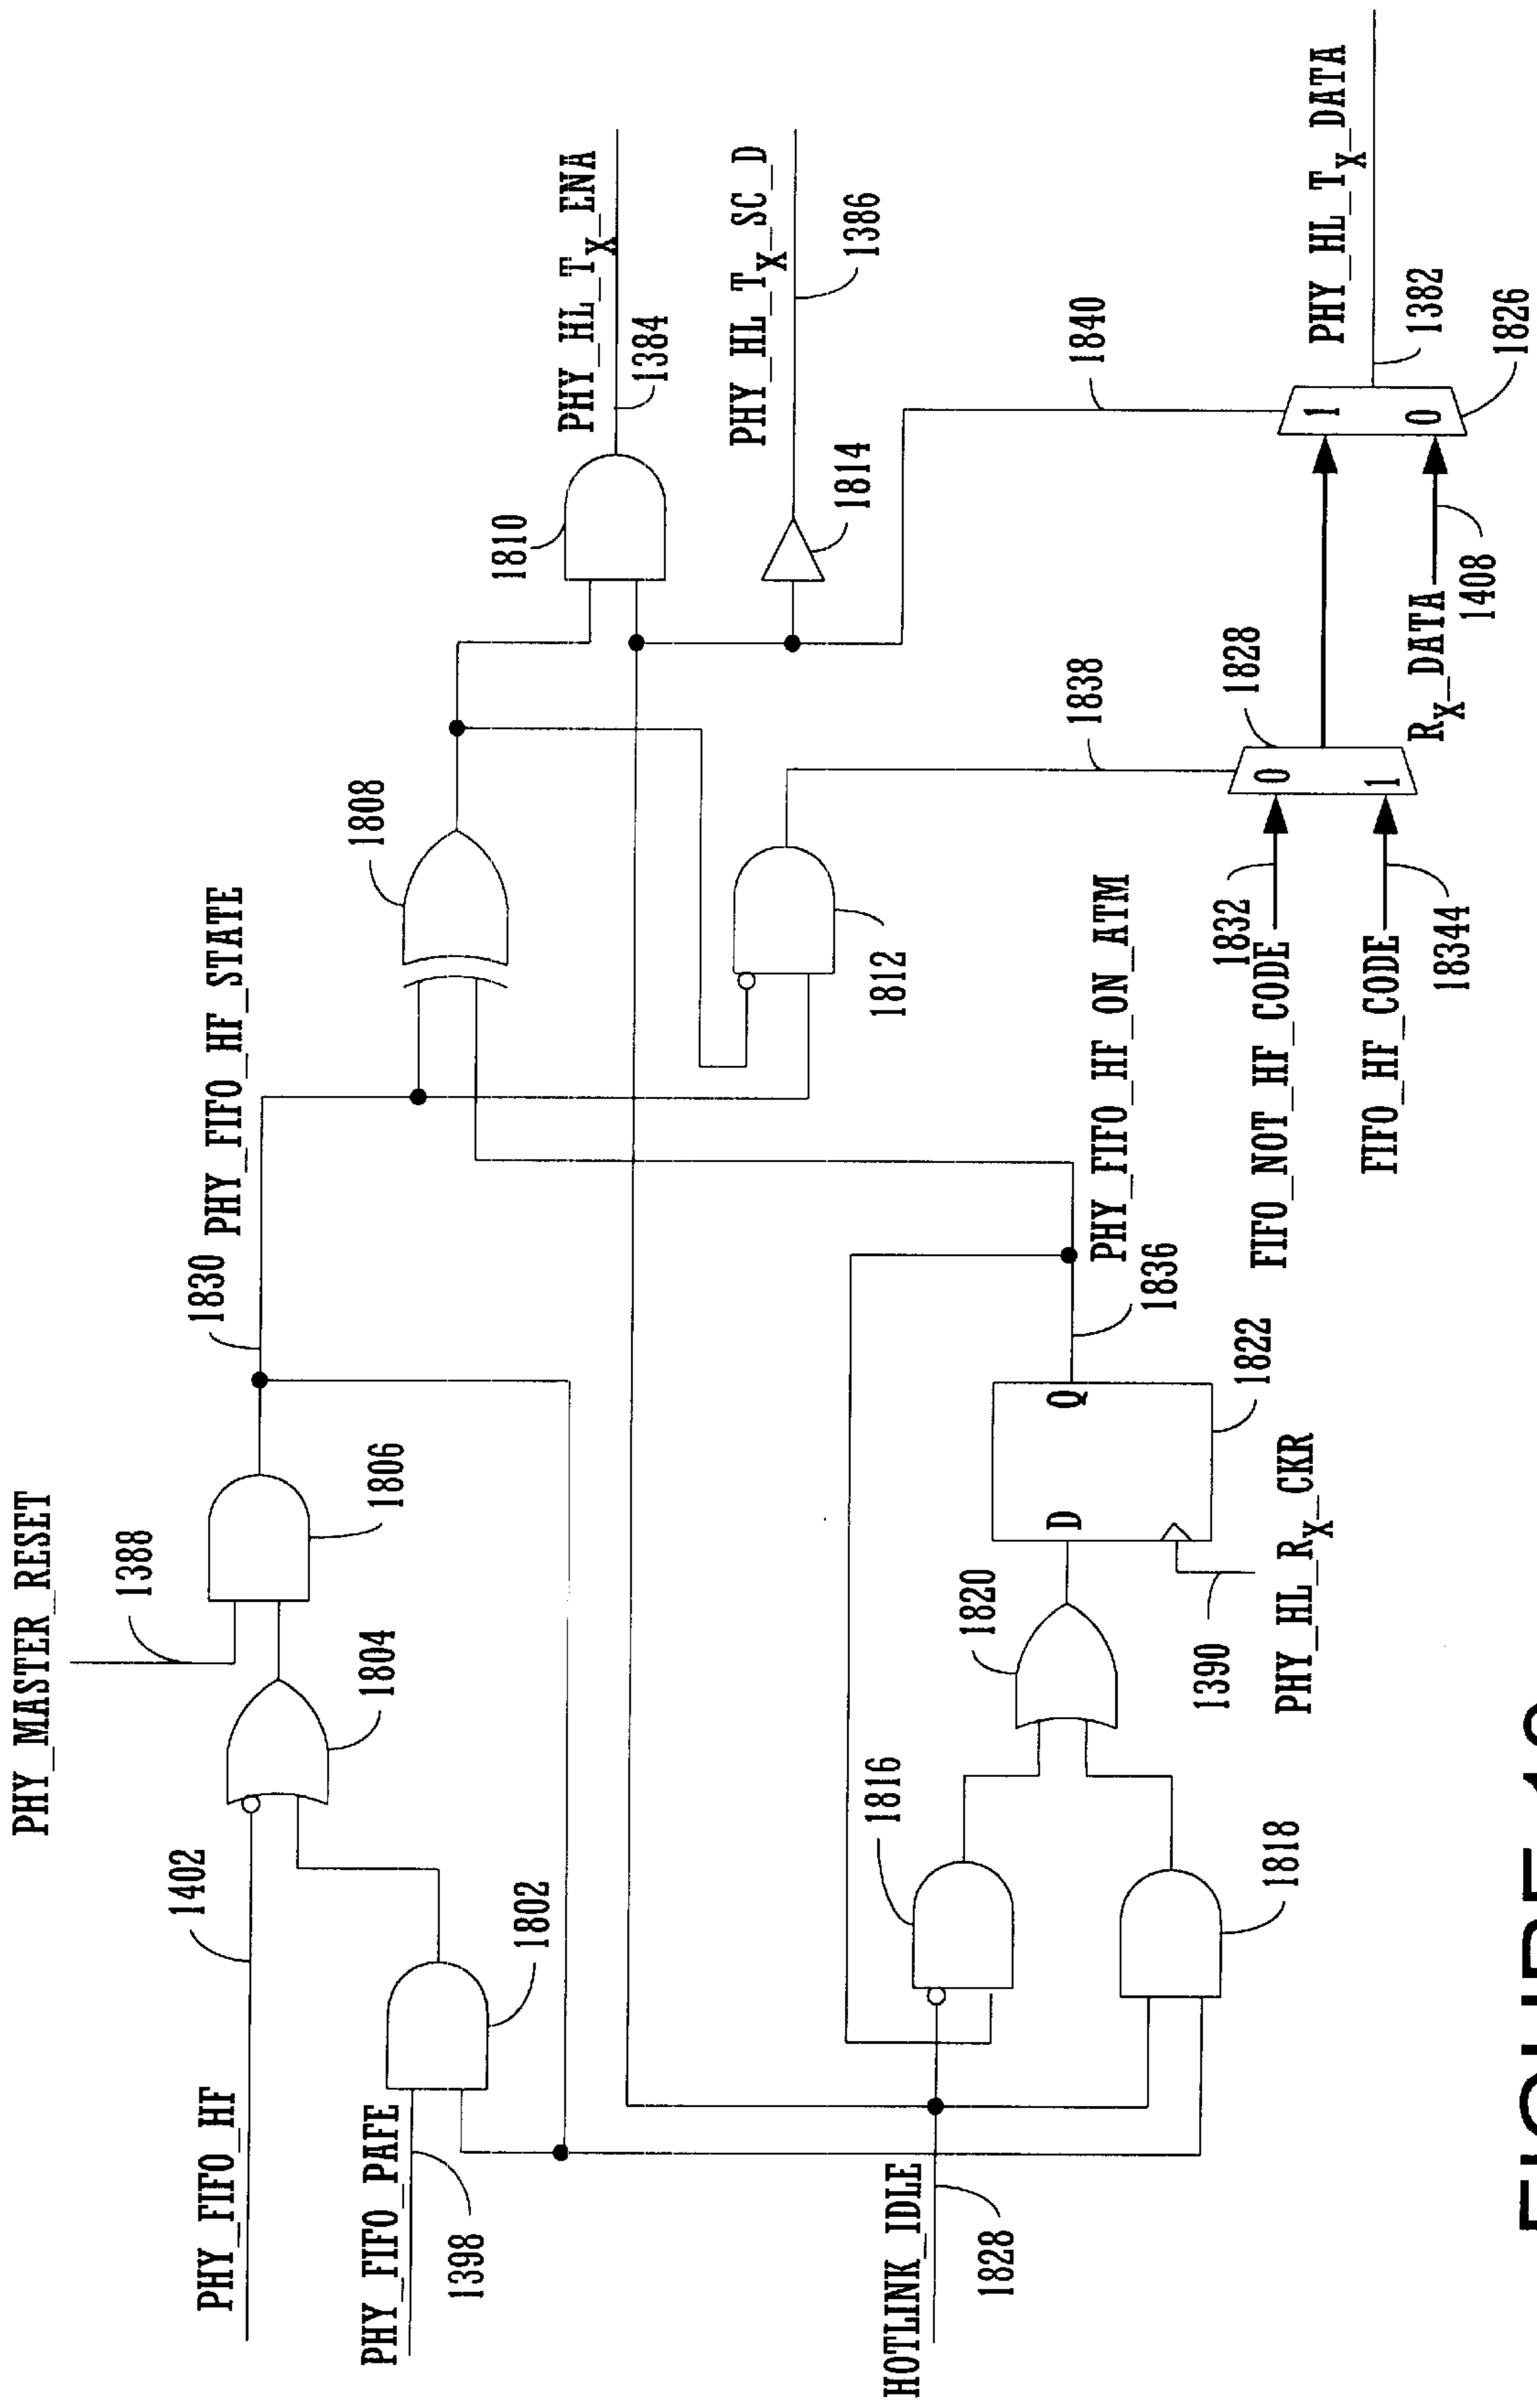 PHY_MASTER_RESET
1388
PHY_FIFO_HF
1402
1804
1806
1830
PHY_FIFO_HF_STATE
1808
PHY_FIFO_PAFE
1398
1802
1810
PHY_HL_TX_ENA
1384
PHY_HL_TX_SC_D
1386
1814
1812
HOTLINK_IDLE
1828
1816
1818
1820
D
Q
1822
1390
PHY_HL_RX_CKR
1836
PHY_FIFO_HF_ON_ATM
1838
1840
FIFO_NOT_HF_CODE
1832
FIFO_HF_CODE
18344
0
1
1828
RX_DATA
1408
1
0
1826
1382
PHY_HL_TX_DATA